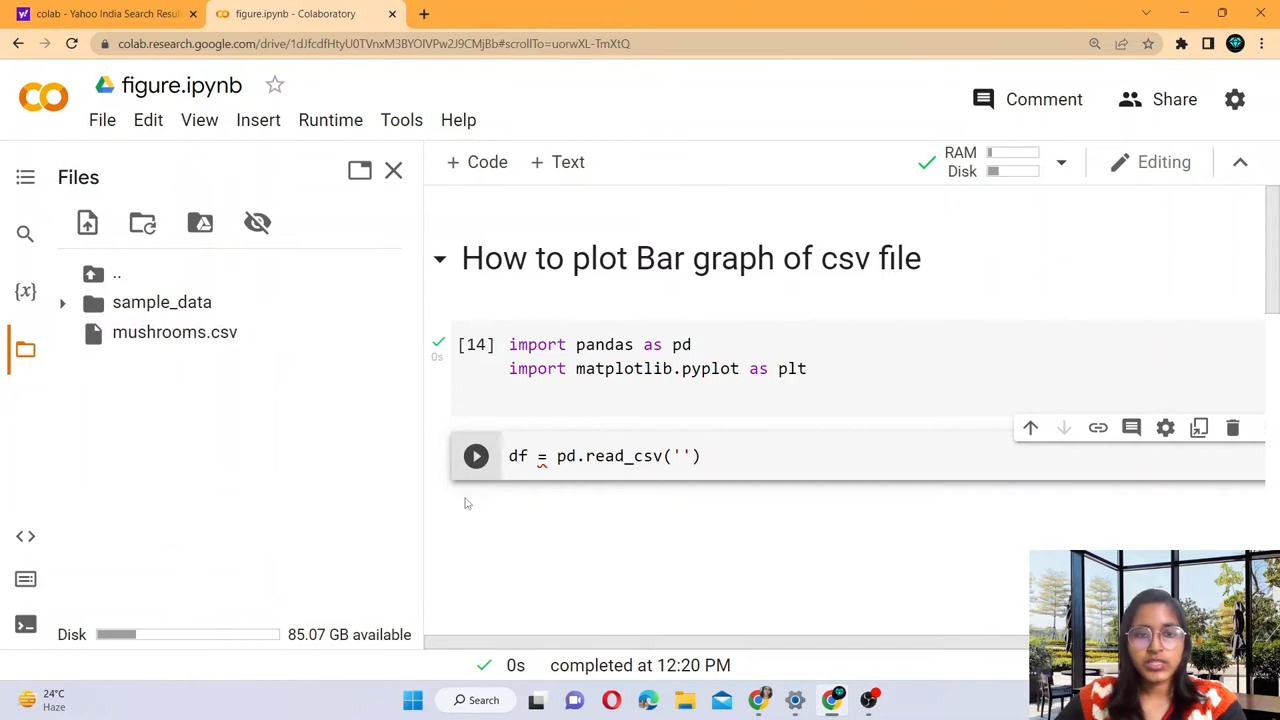 colab - Yahoo India Search Resul
figure.ipynb - Colaboratory
colab.research.google.com/drive/1dJfcdfHtyU0TVnxM3BYOIVPw2J9CMjBb#scrollTo=uorwXL-TmXtQ
figure.ipynb
File Edit View Insert Runtime Tools Help
Comment
Share
Files
+ Code + Text
RAM
Disk
Editing
..
sample_data
mushrooms.csv
{x}
How to plot Bar graph of csv file
[14] import pandas as pd
0s
import matplotlib.pyplot as plt
df = pd.read_csv('')
Disk
85.07 GB available
0s completed at 12:20 PM
24°C
Haze
Search